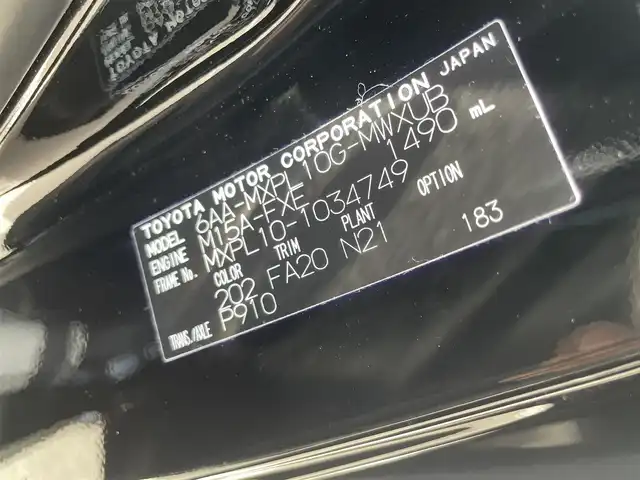 TOYOTA MOTOR CORPORATION JAPAN
MODEL 6AA-MXPL10G-MWXUB
ENGINE M15A-FXE 1490 mL
FRAME No. MXPL10-1034749
COLOR TRIM PLANT OPTION
202 FA20 N21 183
TRANS./AXLE P910